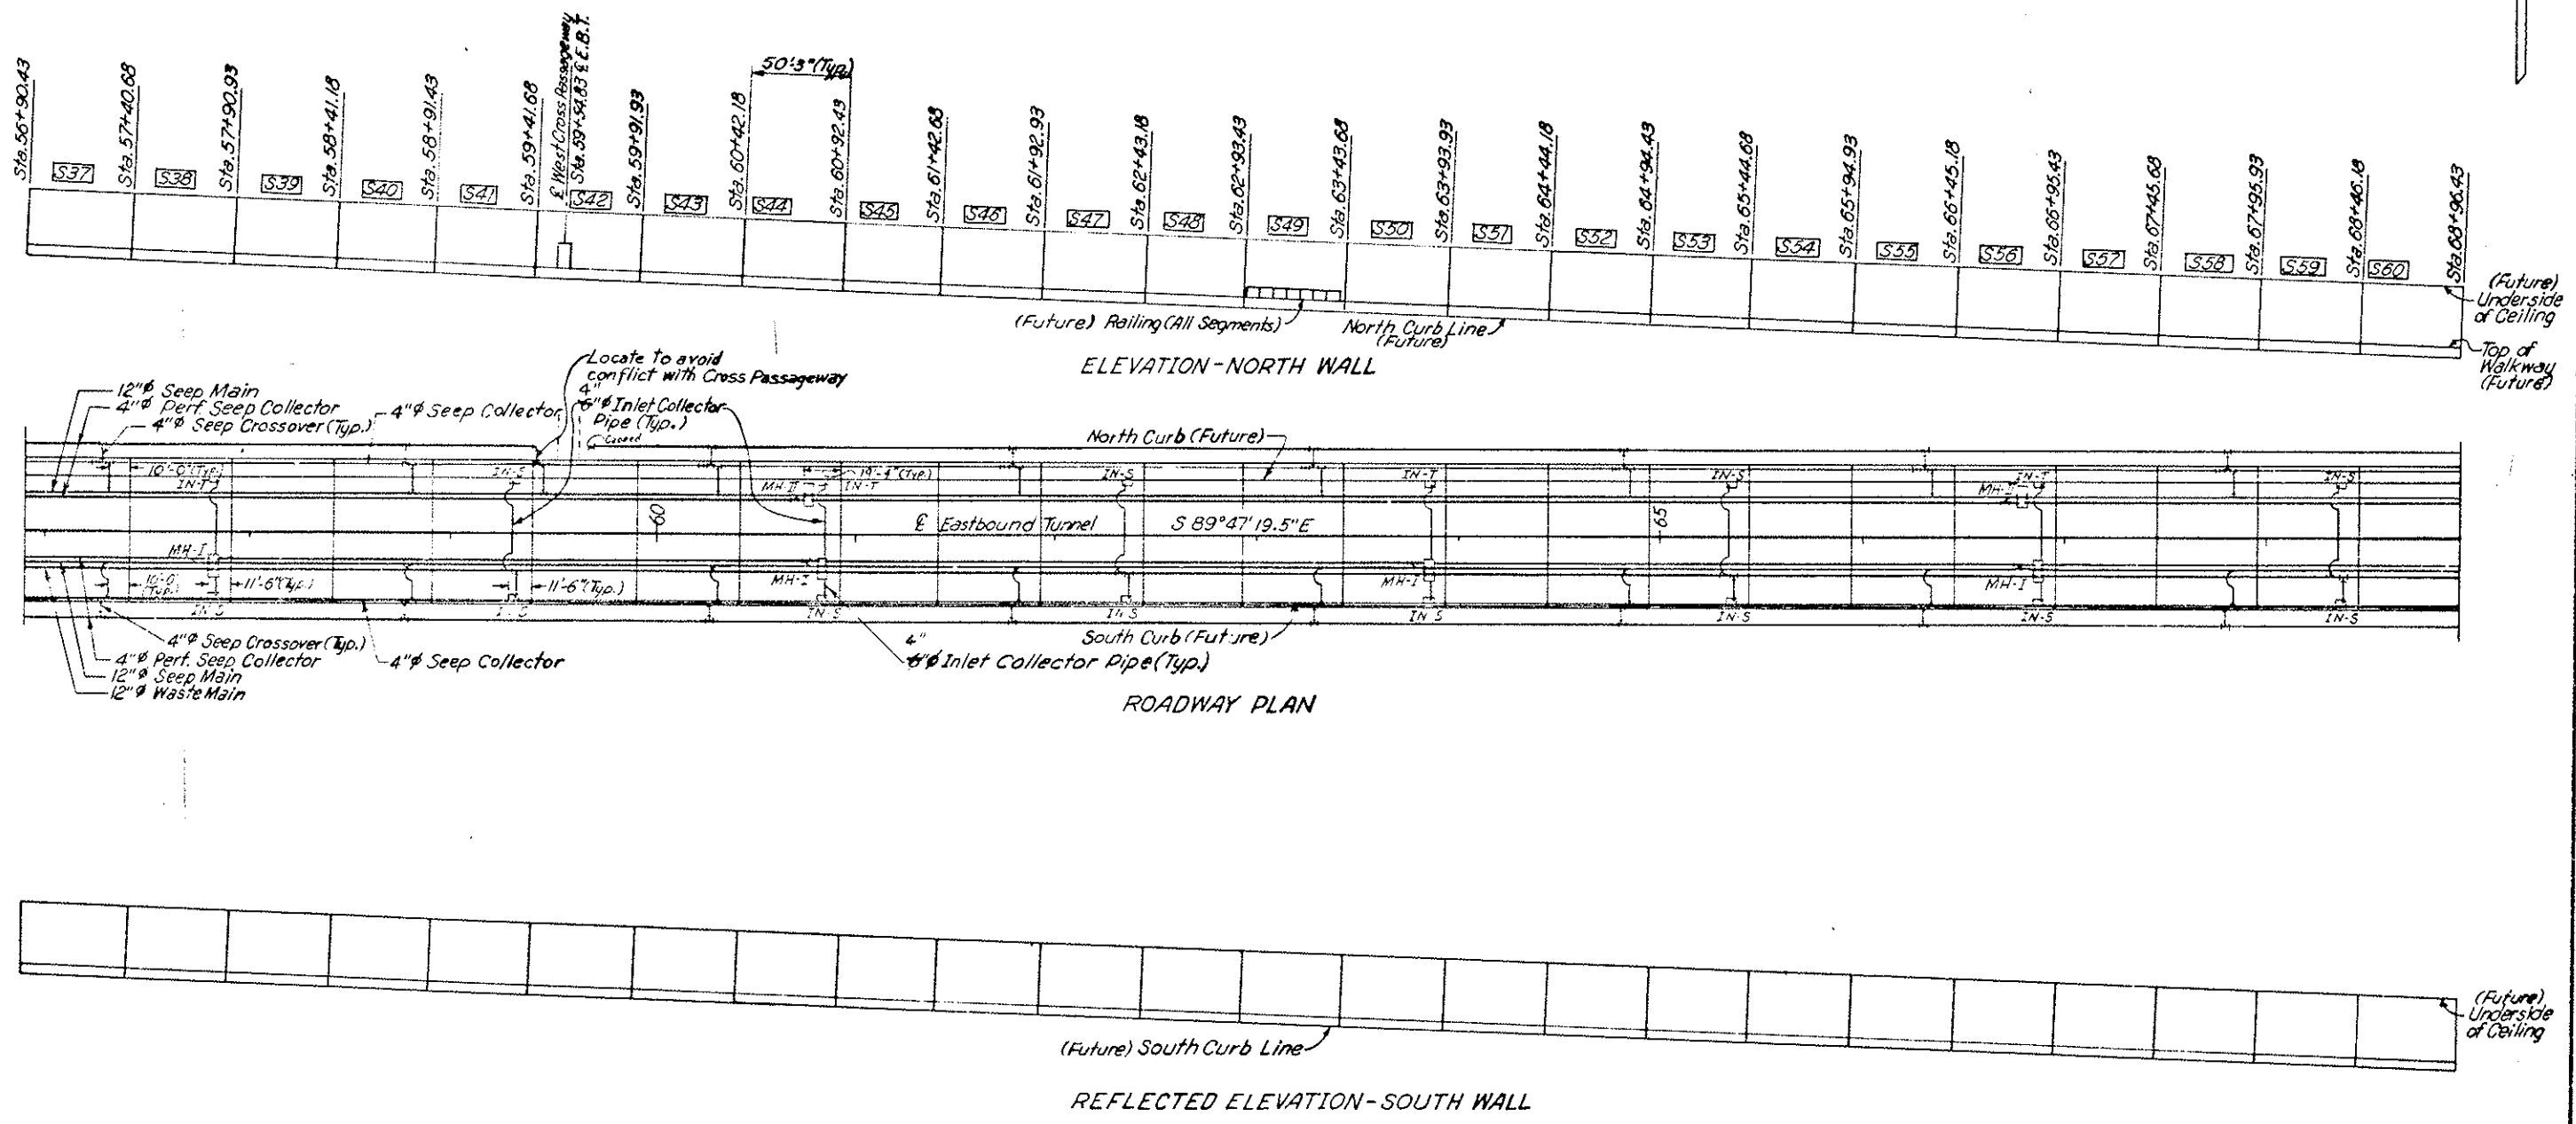 Sta.56+90.43
Sta.57+40.68
Sta.57+90.93
Sta.58+41.18
Sta.58+91.43
Sta.59+41.68
℄ West Cross Passageway
Sta.59+54.83 ℄ E.B.T.
Sta.59+91.93
Sta.60+42.18
50'-3"(Typ.)
Sta.60+92.43
Sta.61+42.68
Sta.61+92.93
Sta.62+43.18
Sta.62+93.43
Sta.63+43.68
Sta.63+93.93
Sta.64+44.18
Sta.64+94.43
Sta.65+44.68
Sta.65+94.93
Sta.66+45.18
Sta.66+95.43
Sta.67+45.68
Sta.67+95.93
Sta.68+46.18
Sta.68+96.43
S37
S38
S39
S40
S41
S42
S43
S44
S45
S46
S47
S48
S49
S50
S51
S52
S53
S54
S55
S56
S57
S58
S59
S60
(Future)
Underside
of Ceiling
(Future) Railing (All Segments)
North Curb Line
(Future)
Top of
Walkway
(Future)
ELEVATION-NORTH WALL
Locate to avoid
conflict with Cross Passageway
12"ø Seep Main
4"ø Perf. Seep Collector
4"ø Seep Crossover (Typ.)
4"ø Seep Collector
4"
6"ø Inlet Collector
Pipe (Typ.)
North Curb (Future)
10'-0"(Typ.)
IN-T
IN-S
MH-II
19'-4"(Typ.)
IN-T
IN-S
IN-T
IN-S
MH-II
IN-T
IN-S
60
℄ Eastbound Tunnel
S 89°47'19.5"E
65
MH-I
10'-0"
(Typ.)
11'-6"(Typ.)
11'-6"(Typ.)
MH-I
MH-I
MH-I
IN-S
IN-S
IN-S
IN-S
IN-S
IN-S
IN-S
IN-S
4"ø Seep Crossover (Typ.)
4"ø Perf. Seep Collector
12"ø Seep Main
12"ø Waste Main
4"ø Seep Collector
4"
6"ø Inlet Collector Pipe (Typ.)
South Curb (Future)
ROADWAY PLAN
(Future) South Curb Line
(Future)
Underside
of Ceiling
REFLECTED ELEVATION-SOUTH WALL